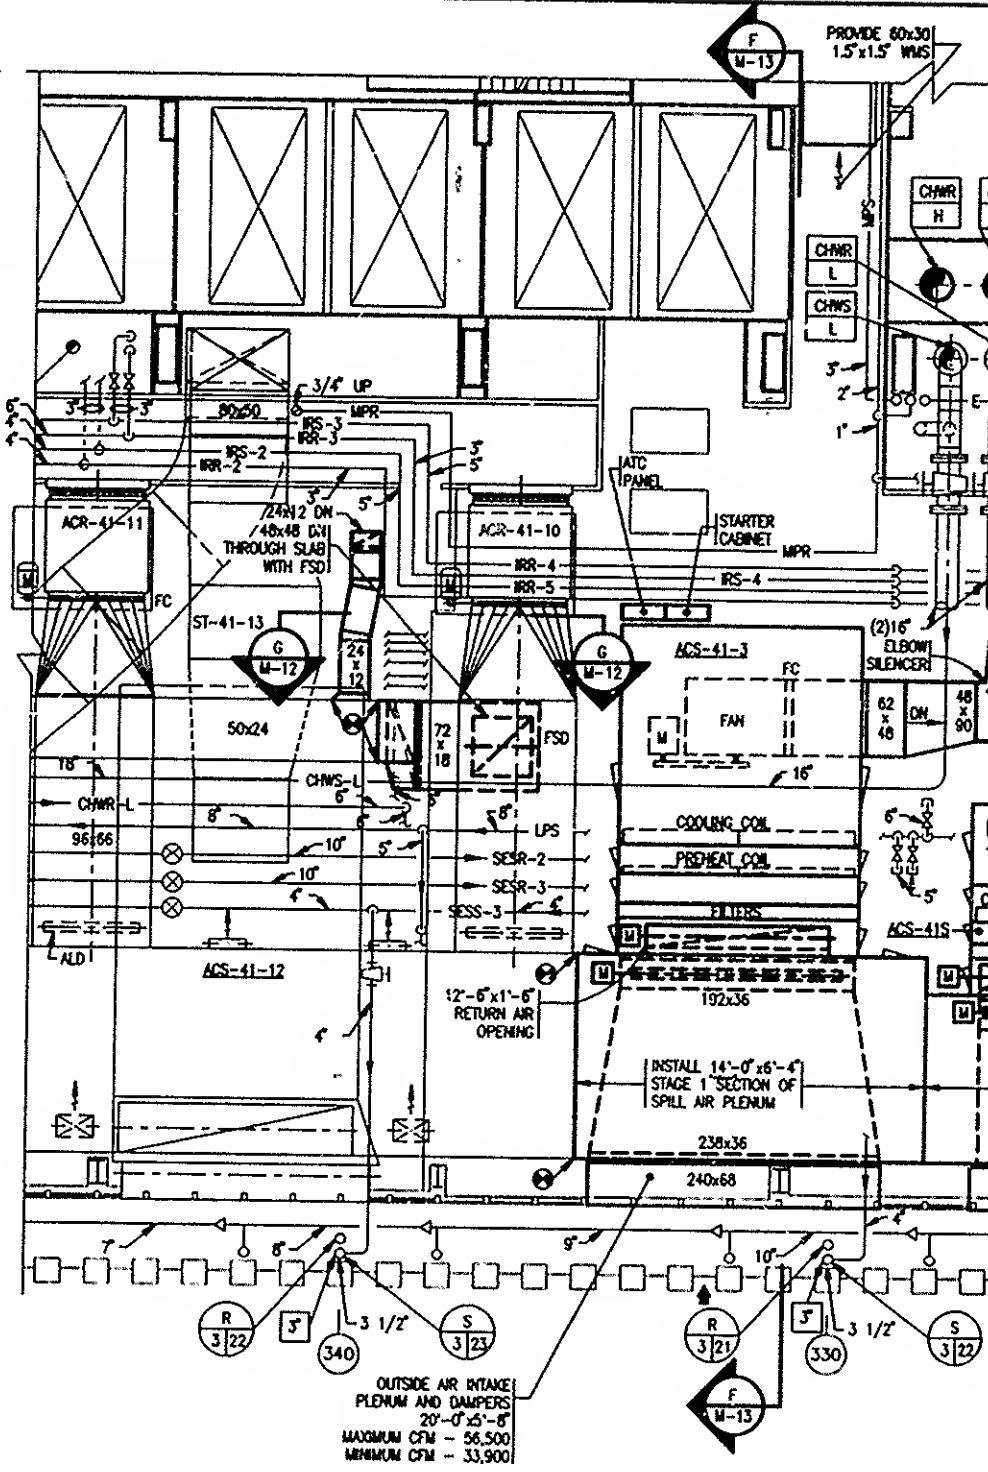 F
M-13
PROVIDE 60x30
1.5"x1.5" WMS
CHWR
H
CHWR
L
CHWS
L
MPS
3"
2"
1"
E
3/4" UP
MPR
80x50
6"
4"
4"
3"
3"
IRS-3
IRR-3
IRS-2
IRR-2
3"
5"
3"
5"
ATC
PANEL
STARTER
CABINET
MPR
ACR-41-11
24x12 DN
48x48 DN
THROUGH SLAB
WITH FSD
ACR-41-10
IRR-4
IRS-4
IRR-5
M
FC
M
ST-41-13
G
M-12
24
x
12
G
M-12
ACS-41-3
(2)16"
ELBOW
SILENCER
FC
FAN
M
62
x
48
DN
48
x
90
50x24
72
x
18
FSD
18"
CHWS-L
16"
CHWR-L
6"
6"
8"
8"
LPS
96x66
10"
5"
SESR-2
10"
SESR-3
4"
SESS-3
4"
COOLING COIL
PREHEAT COIL
FILTERS
6"
5"
ACS-41S
ALD
ACS-41-12
M
M
M
M
192x36
12'-6"x1'-6"
RETURN AIR
OPENING
4"
INSTALL 14'-0"x6'-4"
STAGE 1 SECTION OF
SPILL AIR PLENUM
238x36
240x68
7"
8"
9"
10"
4"
R
3 22
3"
340
3 1/2"
S
3 23
R
3 21
3"
330
3 1/2"
S
3 22
OUTSIDE AIR INTAKE
PLENUM AND DAMPERS
20'-0"x5'-8"
MAXIMUM CFM - 56,500
MINIMUM CFM - 33,900
F
M-13